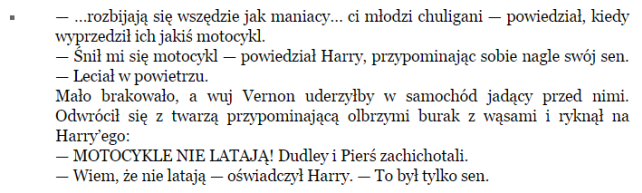 — ...rozbijają się wszędzie jak maniacy... ci młodzi chuligani — powiedział, kiedy
wyprzedził ich jakiś motocykl.
— Śnił mi się motocykl — powiedział Harry, przypominając sobie nagle swój sen.
— Leciał w powietrzu.
Mało brakowało, a wuj Vernon uderzyłby w samochód jadący przed nimi.
Odwrócił się z twarzą przypominającą olbrzymi burak z wąsami i ryknął na
Harry'ego:
— MOTOCYKLE NIE LATAJĄ! Dudley i Pierś zachichotali.
— Wiem, że nie latają — oświadczył Harry. — To był tylko sen.